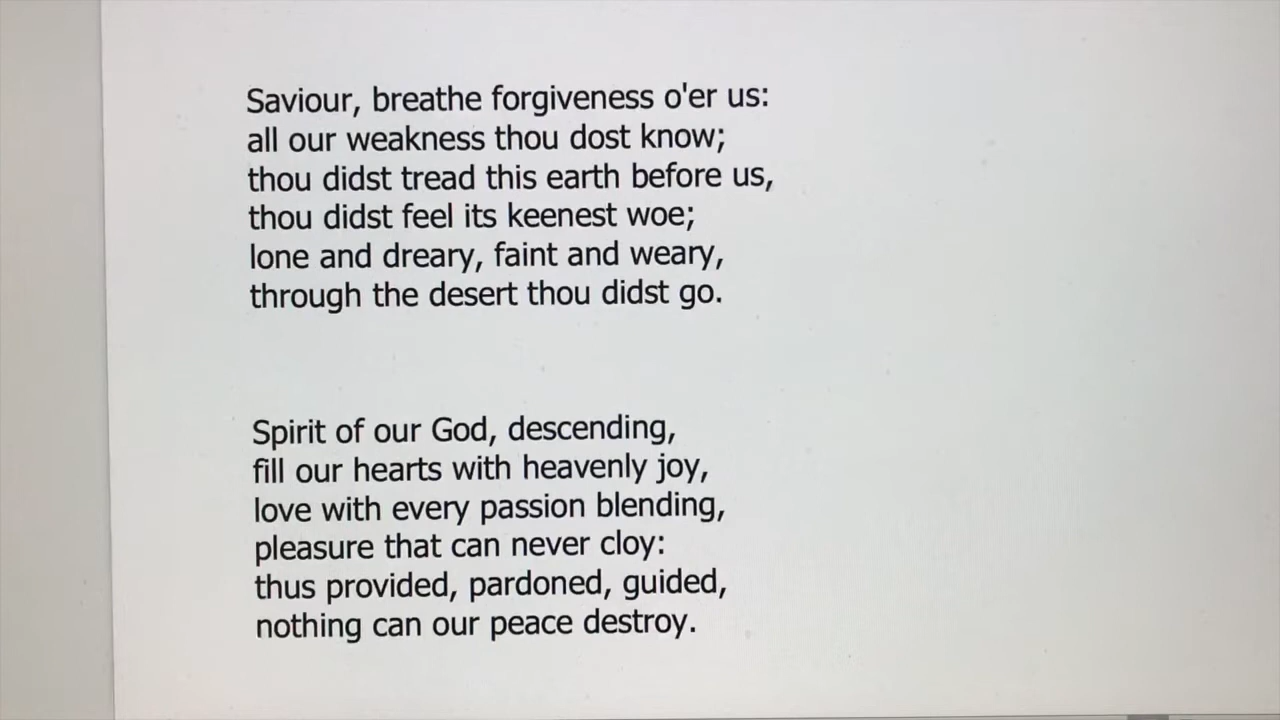 Saviour, breathe forgiveness o'er us:
all our weakness thou dost know;
thou didst tread this earth before us,
thou didst feel its keenest woe;
lone and dreary, faint and weary,
through the desert thou didst go.
Spirit of our God, descending,
fill our hearts with heavenly joy,
love with every passion blending,
pleasure that can never cloy:
thus provided, pardoned, guided,
nothing can our peace destroy.